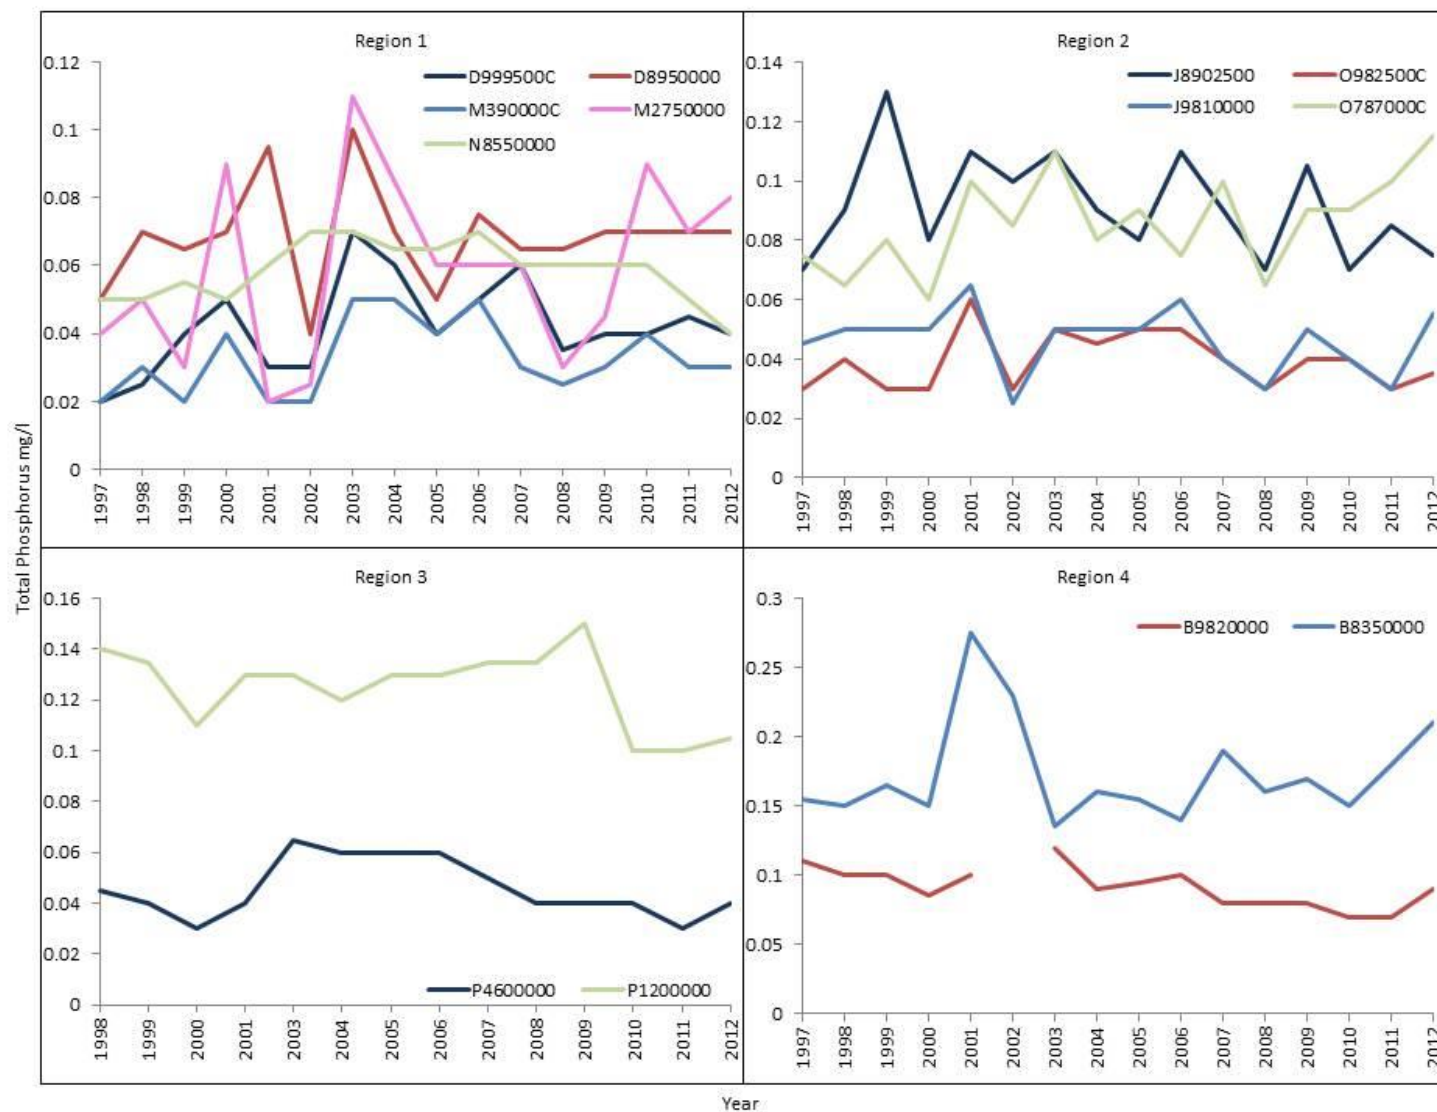 Total Phosphorus mg/l
Region 1
D999500C D8950000
M390000C M2750000
N8550000
0.12
0.1
0.08
0.06
0.04
0.02
0
1997 1998 1999 2000 2001 2002 2003 2004 2005 2006 2007 2008 2009 2010 2011 2012
Region 2
J8902500 O982500C
J9810000 O787000C
0.14
0.12
0.1
0.08
0.06
0.04
0.02
0
1997 1998 1999 2000 2001 2002 2003 2004 2005 2006 2007 2008 2009 2010 2011 2012
Region 3
0.16
0.14
0.12
0.1
0.08
0.06
0.04
0.02
0
P4600000 P1200000
1998 1999 2000 2001 2003 2004 2005 2006 2007 2008 2009 2010 2011 2012
Region 4
B9820000 B8350000
0.3
0.25
0.2
0.15
0.1
0.05
0
1997 1998 1999 2000 2001 2002 2003 2004 2005 2006 2007 2008 2009 2010 2011 2012
Year